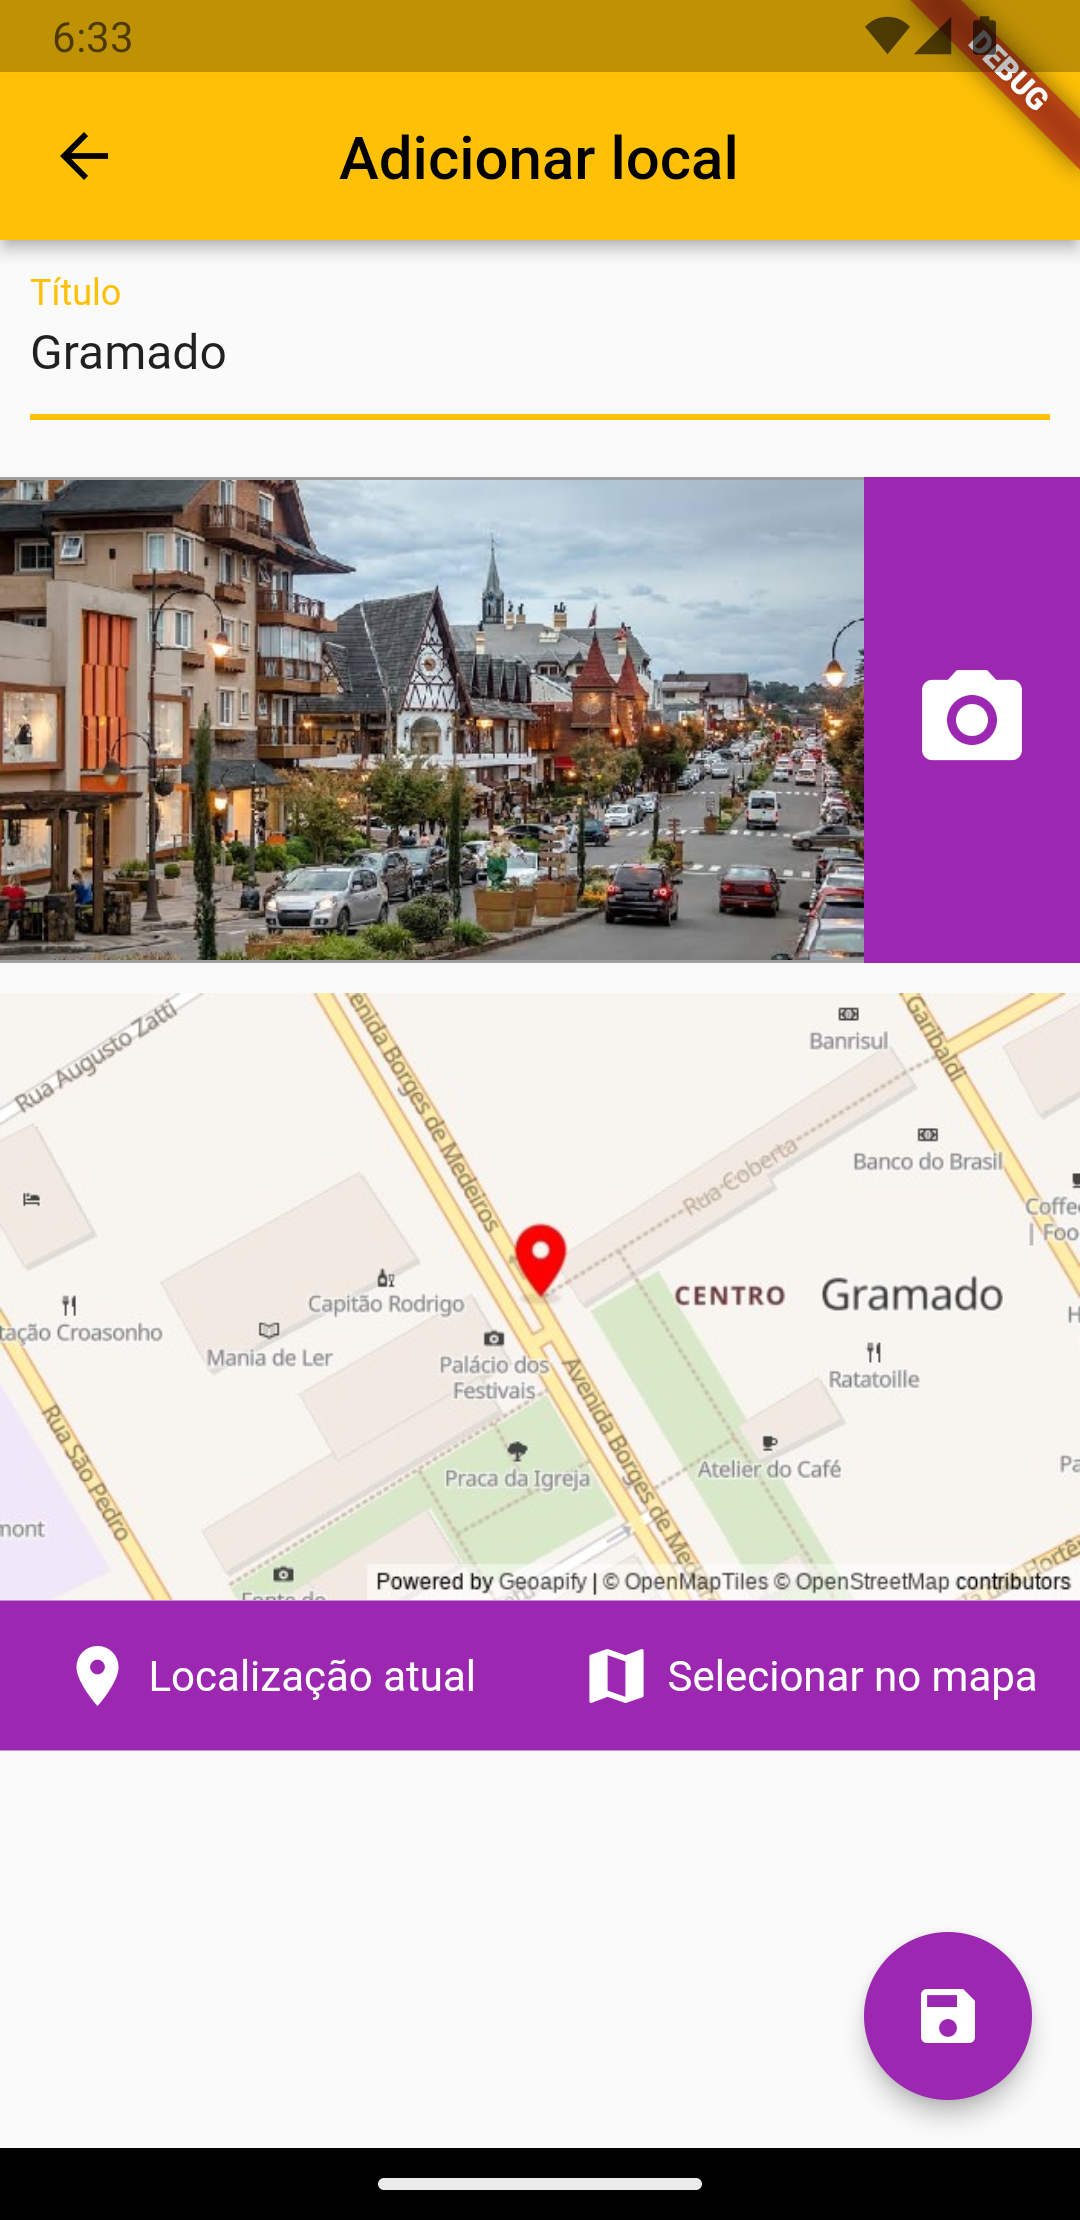 6:33
DEBUG
Adicionar local
Título
Gramado
Rua Augusto Zatti
enida Borges de Medeiros
Garibaldi
Banrisul
Rua Coberta
Banco do Brasil
Coffe
| Foo
Capitão Rodrigo
CENTRO
Gramado
tação Croasonho
Mania de Ler
Palácio dos
Festivais
Ratatoille
Rua São Pedro
Avenida Borges de Mede
Praca da Igreja
Atelier do Café
Pa
mont
Hortên
Powered by Geoapify | © OpenMapTiles © OpenStreetMap contributors
Localização atual
Selecionar no mapa